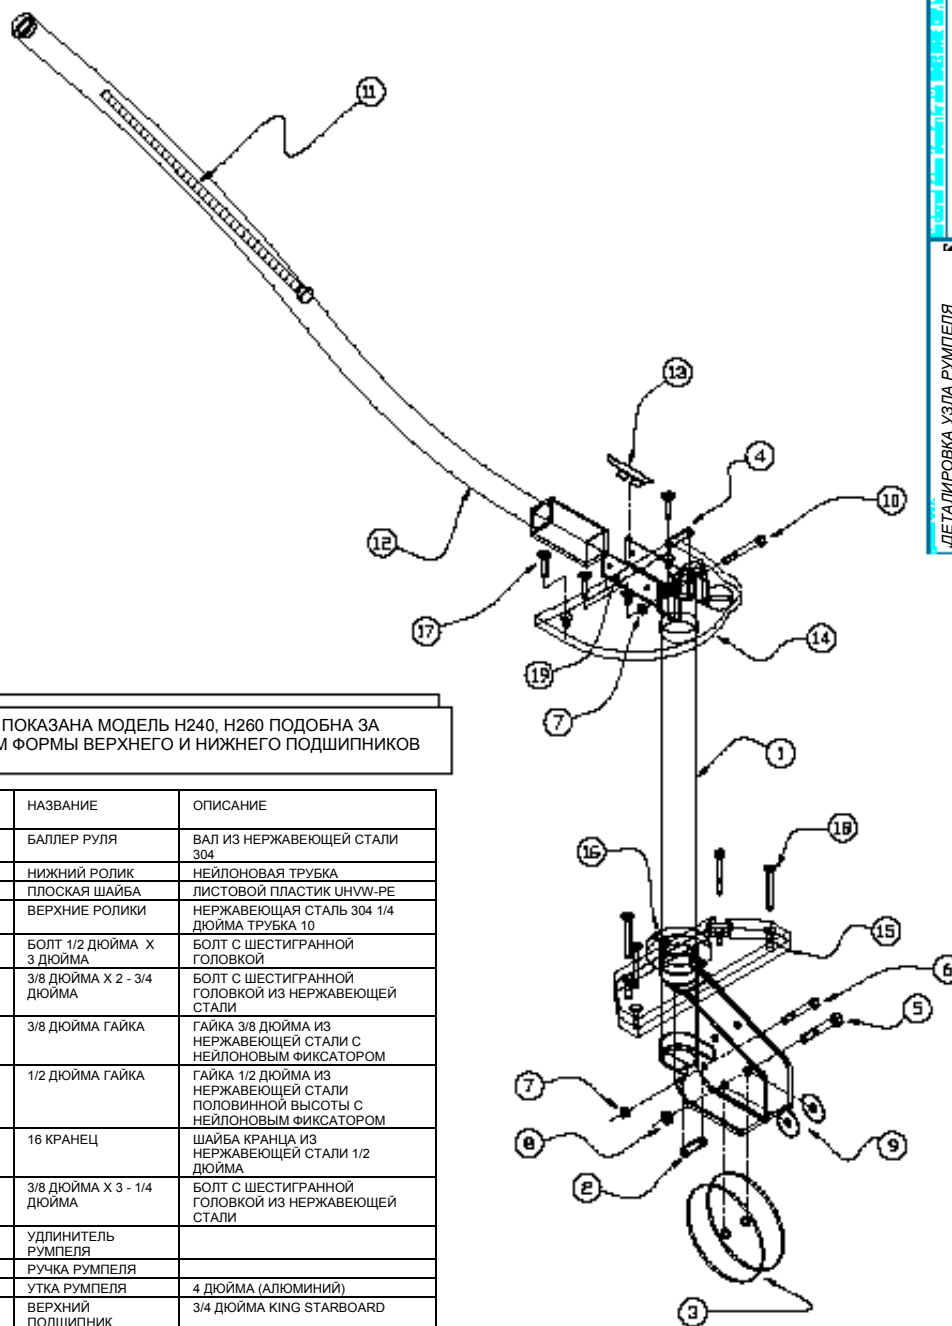 11
13
4
10
12
17
14
19
7
1
ПОКАЗАНА МОДЕЛЬ H240, H260 ПОДОБНА ЗА
М ФОРМЫ ВЕРХНЕГО И НИЖНЕГО ПОДШИПНИКОВ
18
16
15
6
5
7
8
9
2
3
НАЗВАНИЕ ОПИСАНИЕ
БАЛЛЕР РУЛЯ ВАЛ ИЗ НЕРЖАВЕЮЩЕЙ СТАЛИ
304
НИЖНИЙ РОЛИК НЕЙЛОНОВАЯ ТРУБКА
ПЛОСКАЯ ШАЙБА ЛИСТОВОЙ ПЛАСТИК UHVW-PE
ВЕРХНИЕ РОЛИКИ НЕРЖАВЕЮЩАЯ СТАЛЬ 304 1/4
ДЮЙМА ТРУБКА 10
БОЛТ 1/2 ДЮЙМА X БОЛТ С ШЕСТИГРАННОЙ
3 ДЮЙМА ГОЛОВКОЙ
3/8 ДЮЙМА X 2 - 3/4 БОЛТ С ШЕСТИГРАННОЙ
ДЮЙМА ГОЛОВКОЙ ИЗ НЕРЖАВЕЮЩЕЙ
СТАЛИ
3/8 ДЮЙМА ГАЙКА ГАЙКА 3/8 ДЮЙМА ИЗ
НЕРЖАВЕЮЩЕЙ СТАЛИ С
НЕЙЛОНОВЫМ ФИКСАТОРОМ
1/2 ДЮЙМА ГАЙКА ГАЙКА 1/2 ДЮЙМА ИЗ
НЕРЖАВЕЮЩЕЙ СТАЛИ
ПОЛОВИННОЙ ВЫСОТЫ С
НЕЙЛОНОВЫМ ФИКСАТОРОМ
16 КРАНЕЦ ШАЙБА КРАНЦА ИЗ
НЕРЖАВЕЮЩЕЙ СТАЛИ 1/2
ДЮЙМА
3/8 ДЮЙМА X 3 - 1/4 БОЛТ С ШЕСТИГРАННОЙ
ДЮЙМА ГОЛОВКОЙ ИЗ НЕРЖАВЕЮЩЕЙ
СТАЛИ
УДЛИНИТЕЛЬ
РУМПЕЛЯ
РУЧКА РУМПЕЛЯ
УТКА РУМПЕЛЯ 4 ДЮЙМА (АЛЮМИНИЙ)
ВЕРХНИЙ 3/4 ДЮЙМА KING STARBOARD
ПОДШИПНИК
ДЕТАЛИРОВКА УЗЛА РУМПЕЛЯ